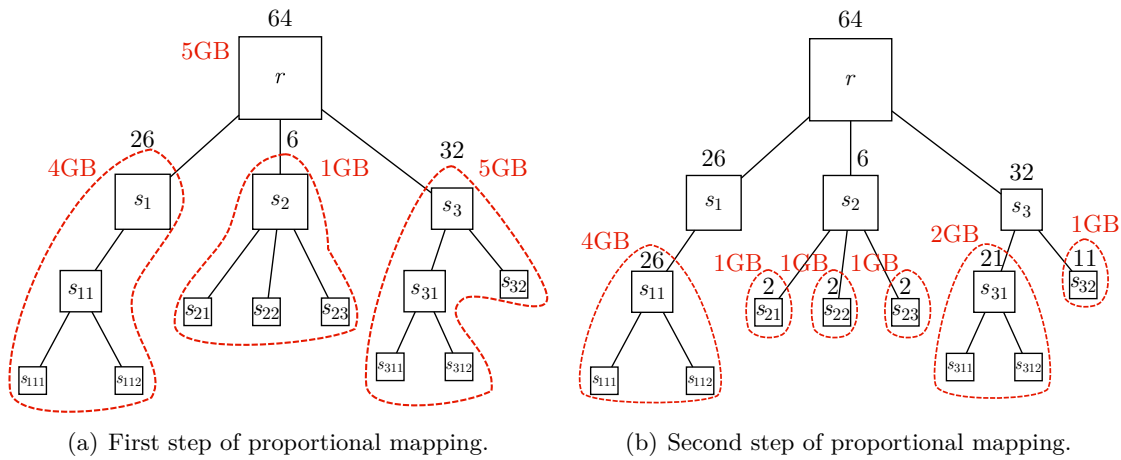 64
5GB
r
26
6
32
4GB
1GB
5GB
s1
s2
s3
s11
s21
s22
s23
s31
s32
s111
s112
s311
s312
(a) First step of proportional mapping.
64
r
26
6
32
s1
s2
s3
4GB
1GB
1GB
1GB
2GB
1GB
26
2
2
2
21
11
s11
s21
s22
s23
s31
s32
s111
s112
s311
s312
(b) Second step of proportional mapping.